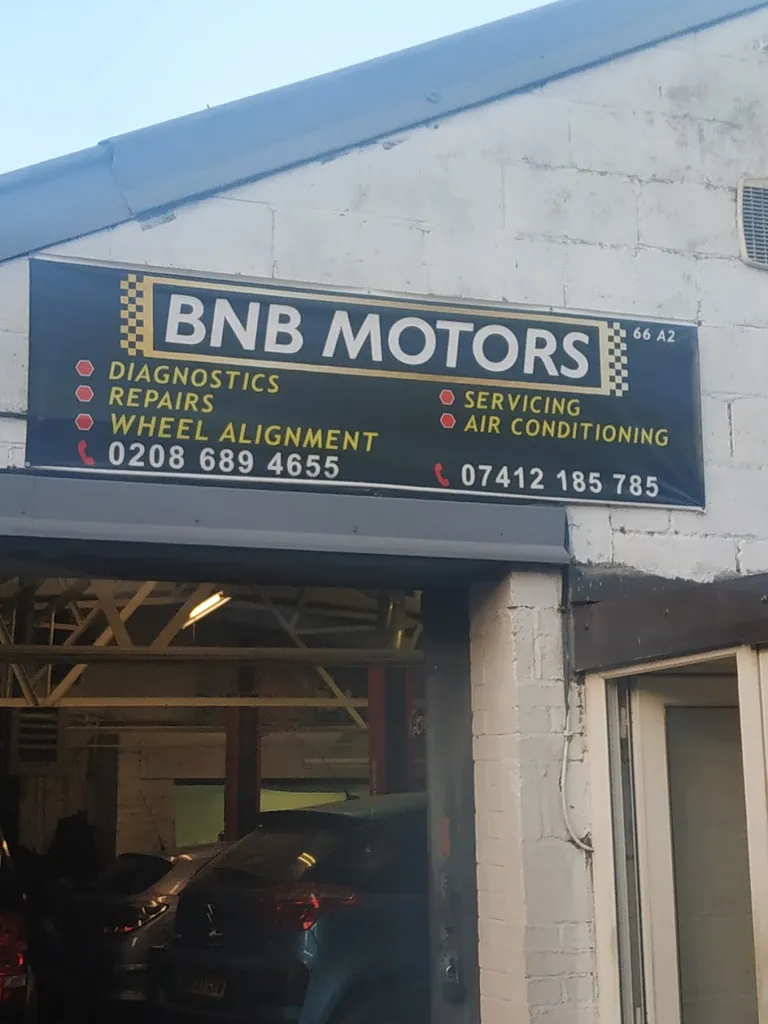 BNB MOTORS
66 A2
DIAGNOSTICS
REPAIRS
WHEEL ALIGNMENT
0208 689 4655
SERVICING
AIR CONDITIONING
07412 185 785